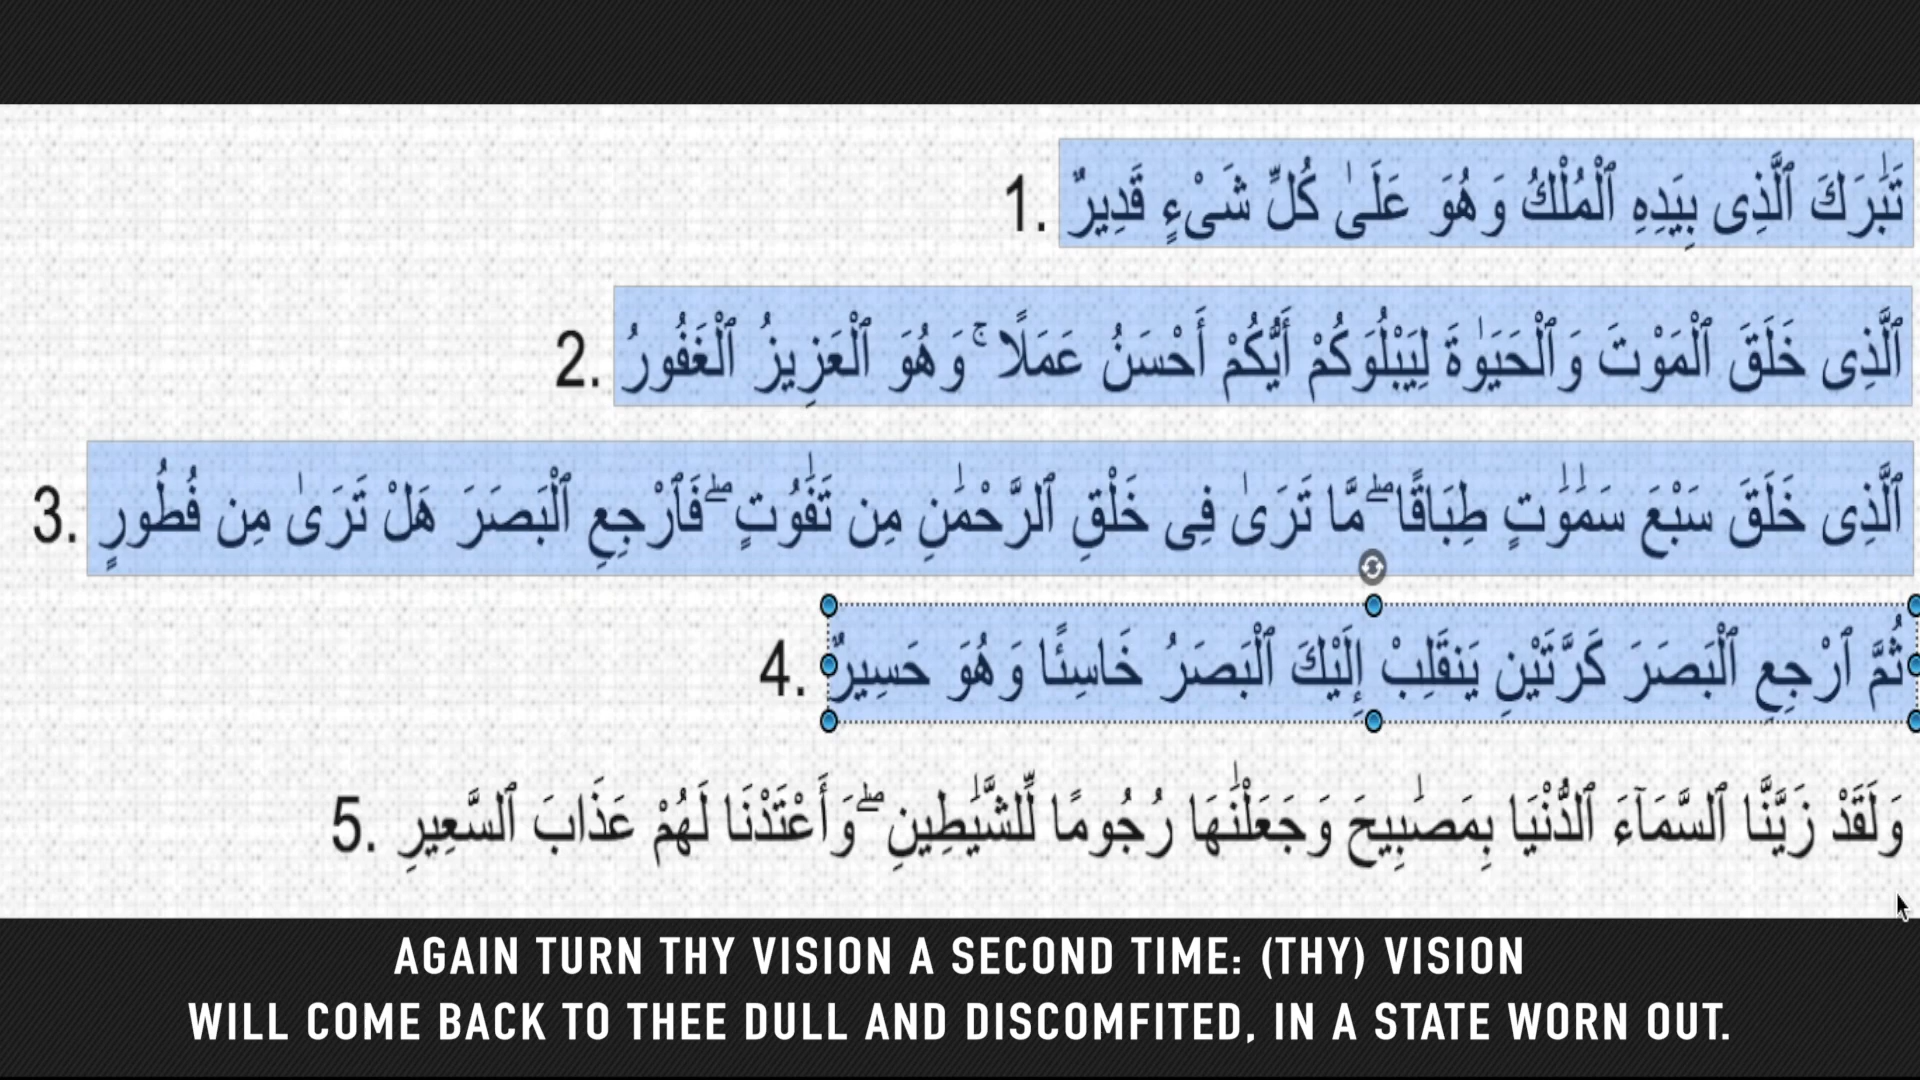 1. تَبَٰرَكَ ٱلَّذِى بِيَدِهِ ٱلْمُلْكُ وَهُوَ عَلَىٰ كُلِّ شَىْءٍ قَدِيرٌ
2. ٱلَّذِى خَلَقَ ٱلْمَوْتَ وَٱلْحَيَوٰةَ لِيَبْلُوَكُمْ أَيُّكُمْ أَحْسَنُ عَمَلًا ۚ وَهُوَ ٱلْعَزِيزُ ٱلْغَفُورُ
3. ٱلَّذِى خَلَقَ سَبْعَ سَمَٰوَٰتٍ طِبَاقًا ۖ مَّا تَرَىٰ فِى خَلْقِ ٱلرَّحْمَٰنِ مِن تَفَٰوُتٍ ۖ فَٱرْجِعِ ٱلْبَصَرَ هَلْ تَرَىٰ مِن فُطُورٍ
4. ثُمَّ ٱرْجِعِ ٱلْبَصَرَ كَرَّتَيْنِ يَنقَلِبْ إِلَيْكَ ٱلْبَصَرُ خَاسِئًا وَهُوَ حَسِيرٌ
5. وَلَقَدْ زَيَّنَّا ٱلسَّمَآءَ ٱلدُّنْيَا بِمَصَٰبِيحَ وَجَعَلْنَٰهَا رُجُومًا لِّلشَّيَٰطِينِ ۖ وَأَعْتَدْنَا لَهُمْ عَذَابَ ٱلسَّعِيرِ
AGAIN TURN THY VISION A SECOND TIME: (THY) VISION
WILL COME BACK TO THEE DULL AND DISCOMFITED, IN A STATE WORN OUT.